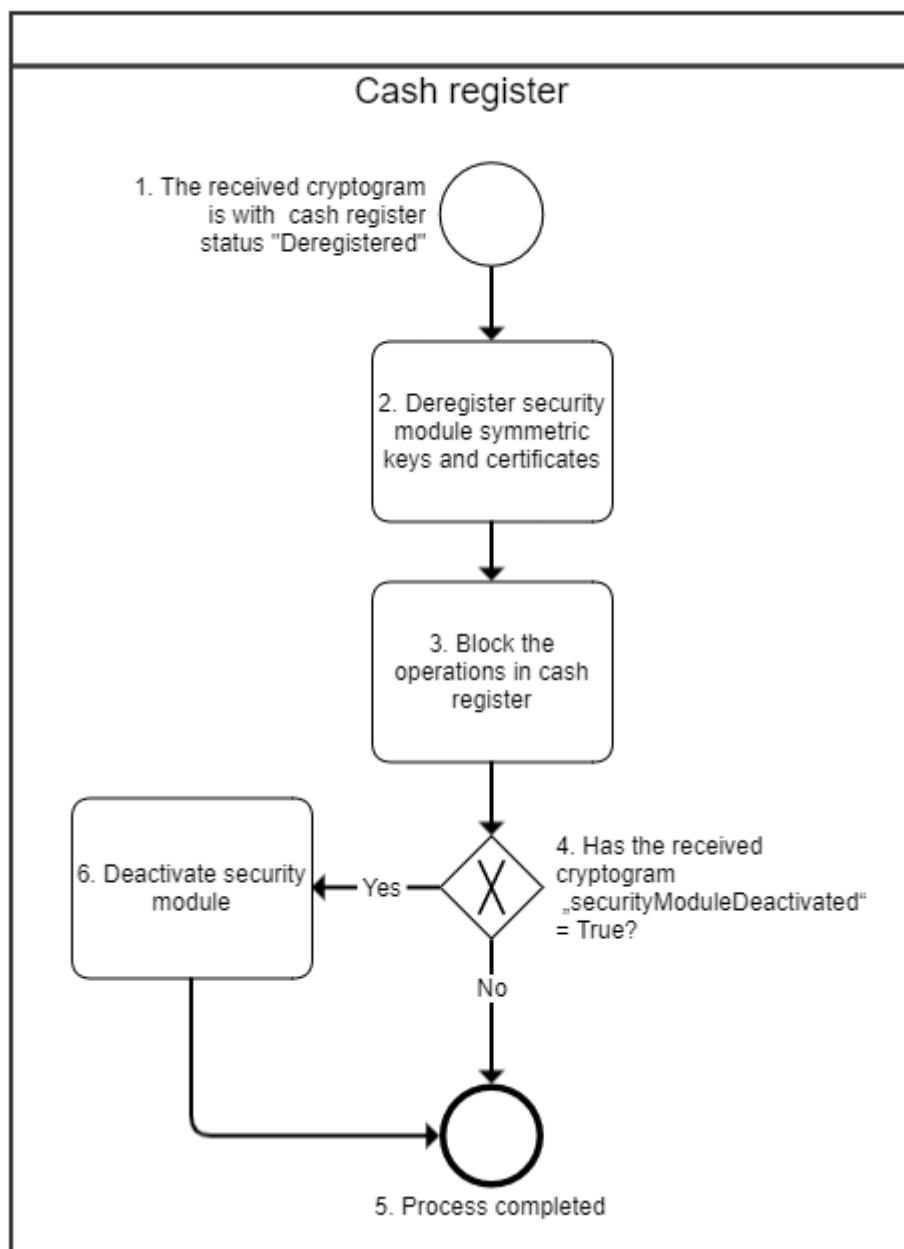 Cash register
1. The received cryptogram
is with cash register
status "Deregistered"
2. Deregister security
module symmetric
keys and certificates
3. Block the
operations in cash
register
4. Has the received
cryptogram
„securityModuleDeactivated“
= True?
6. Deactivate security
module
Yes
No
5. Process completed